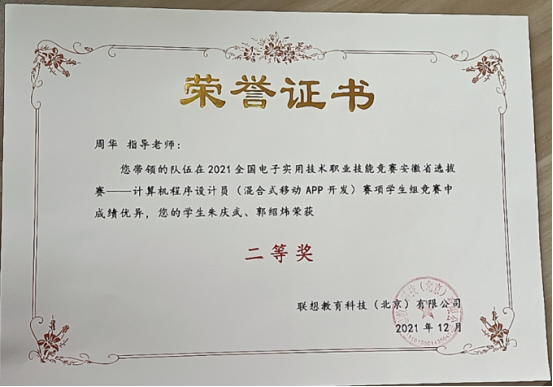 荣誉证书
周华 指导老师：
您带领的队伍在2021全国电子实用技术职业技能竞赛安徽省选拔
赛——计算机程序设计员（混合式移动APP开发）赛项学生组竞赛中
成绩优异，您的学生朱庆武、郭绍炜荣获
二等奖
联想教育科技（北京）有限公司
2021年12月